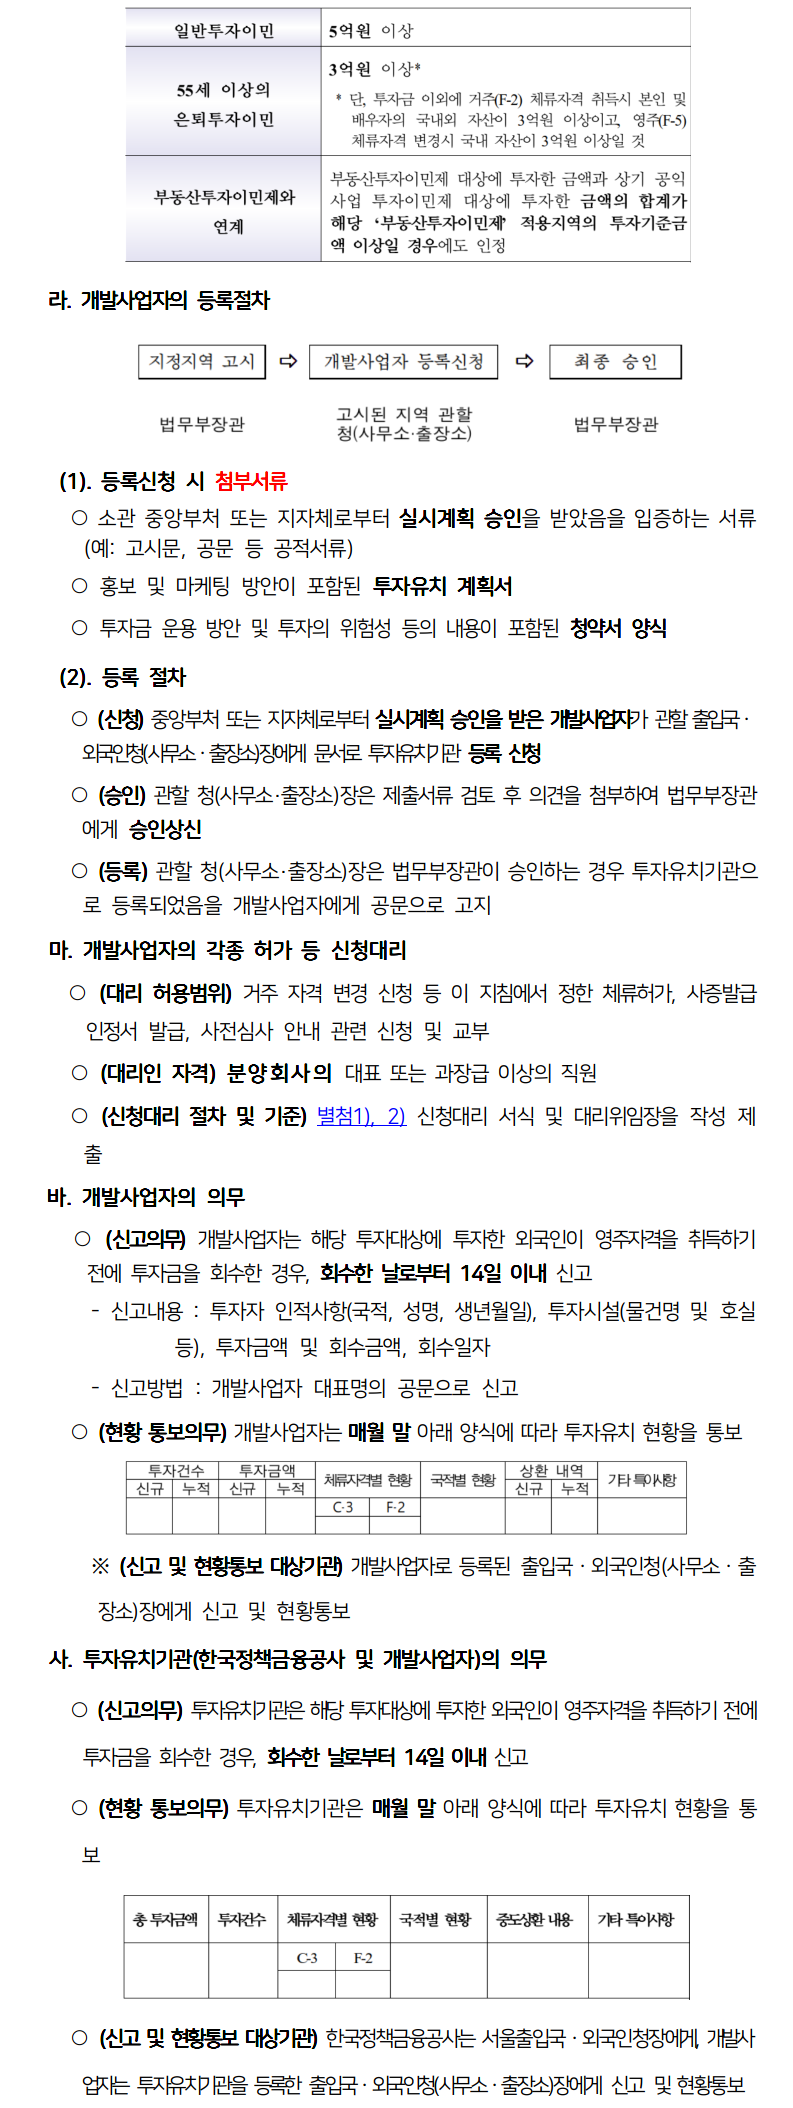 일반투자이민 5억원 이상
55세 이상의
은퇴투자이민
3억원 이상*
* 단, 투자금 이외에 거주(F-2) 체류자격 취득시 본인 및
배우자의 국내외 자산이 3억원 이상이고, 영주(F-5)
체류자격 변경시 국내 자산이 3억원 이상일 것
부동산투자이민제와
연계
부동산투자이민제 대상에 투자한 금액과 상기 공익
사업 투자이민제 대상에 투자한 금액의 합계가
해당 '부동산투자이민제' 적용지역의 투자기준금
액 이상일 경우에도 인정
라. 개발사업자의 등록절차
지정지역 고시 ⇨ 개발사업자 등록신청 ⇨ 최종 승인
법무부장관
고시된 지역 관할
청(사무소·출장소)
법무부장관
(1). 등록신청 시 첨부서류
○ 소관 중앙부처 또는 지자체로부터 실시계획 승인을 받았음을 입증하는 서류
(예: 고시문, 공문 등 공적서류)
○ 홍보 및 마케팅 방안이 포함된 투자유치 계획서
○ 투자금 운용 방안 및 투자의 위험성 등의 내용이 포함된 청약서 양식
(2). 등록 절차
○ (신청) 중앙부처 또는 지자체로부터 실시계획 승인을 받은 개발사업자가 관할 출입국·
외국인청(사무소·출장소)장에게 문서로 투자유치기관 등록 신청
○ (승인) 관할 청(사무소·출장소)장은 제출서류 검토 후 의견을 첨부하여 법무부장관
에게 승인상신
○ (등록) 관할 청(사무소·출장소)장은 법무부장관이 승인하는 경우 투자유치기관으
로 등록되었음을 개발사업자에게 공문으로 고지
마. 개발사업자의 각종 허가 등 신청대리
○ (대리 허용범위) 거주 자격 변경 신청 등 이 지침에서 정한 체류허가, 사증발급
인정서 발급, 사전심사 안내 관련 신청 및 교부
○ (대리인 자격) 분양회사의 대표 또는 과장급 이상의 직원
○ (신청대리 절차 및 기준) 별첨1), 2) 신청대리 서식 및 대리위임장을 작성 제
출
바. 개발사업자의 의무
○ (신고의무) 개발사업자는 해당 투자대상에 투자한 외국인이 영주자격을 취득하기
전에 투자금을 회수한 경우, 회수한 날로부터 14일 이내 신고
- 신고내용 : 투자자 인적사항(국적, 성명, 생년월일), 투자시설(물건명 및 호실
등), 투자금액 및 회수금액, 회수일자
- 신고방법 : 개발사업자 대표명의 공문으로 신고
○ (현황 통보의무) 개발사업자는 매월 말 아래 양식에 따라 투자유치 현황을 통보
투자건수 투자금액 체류자격별 현황 국적별 현황 상환 내역 기타 특이사항
신규 누적 신규 누적 신규 누적
C-3 F-2
※ (신고 및 현황통보 대상기관) 개발사업자로 등록된 출입국·외국인청(사무소·출
장소)장에게 신고 및 현황통보
사. 투자유치기관(한국정책금융공사 및 개발사업자)의 의무
○ (신고의무) 투자유치기관은 해당 투자대상에 투자한 외국인이 영주자격을 취득하기 전에
투자금을 회수한 경우, 회수한 날로부터 14일 이내 신고
○ (현황 통보의무) 투자유치기관은 매월 말 아래 양식에 따라 투자유치 현황을 통
보
총 투자금액 투자건수 체류자격별 현황 국적별 현황 중도상환 내용 기타 특이사항
C-3 F-2
○ (신고 및 현황통보 대상기관) 한국정책금융공사는 서울출입국·외국인청장에게, 개발사
업자는 투자유치기관을 등록한 출입국·외국인청(사무소·출장소)장에게 신고 및 현황통보